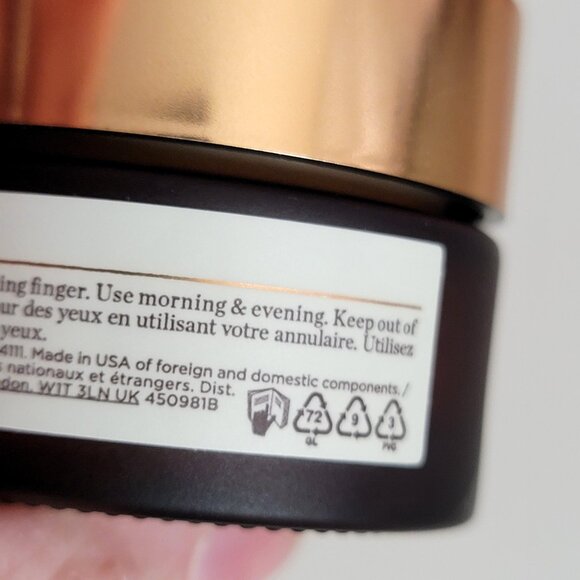 ing finger. Use morning & evening. Keep out of
ur des yeux en utilisant votre annulaire. Utilisez
yeux.
4111. Made in USA of foreign and domestic components./
s nationaux et étrangers. Dist.
ndon. W1T 3LN UK 450981B
72 9 3
GL PVC